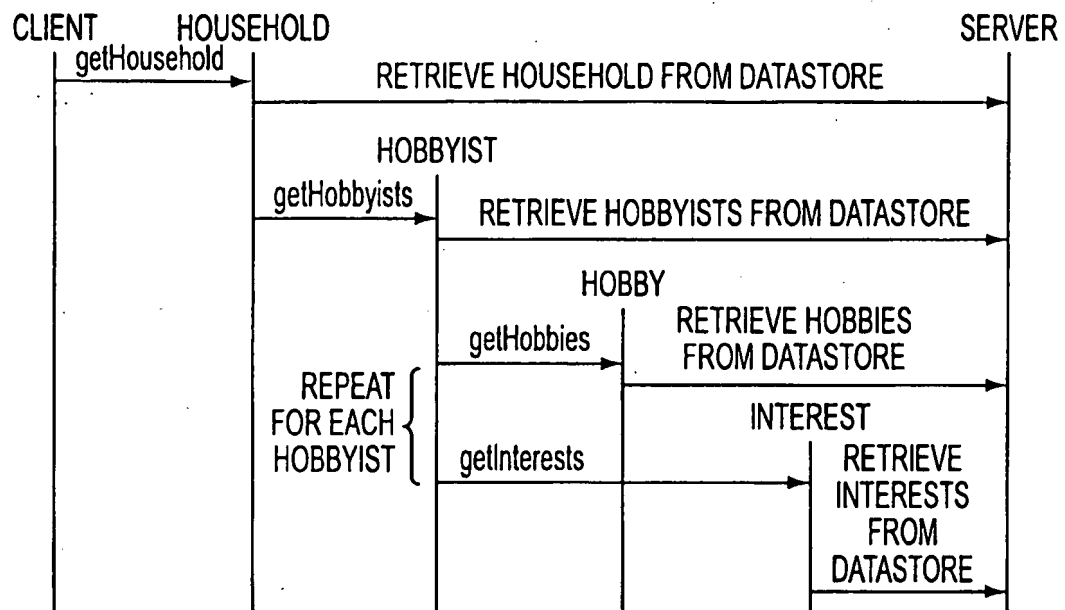 CLIENT HOUSEHOLD SERVER
getHousehold
RETRIEVE HOUSEHOLD FROM DATASTORE
HOBBYIST
getHobbyists
RETRIEVE HOBBYISTS FROM DATASTORE
HOBBY
getHobbies
RETRIEVE HOBBIES
FROM DATASTORE
REPEAT
FOR EACH
HOBBYIST
INTEREST
getInterests
RETRIEVE
INTERESTS
FROM
DATASTORE